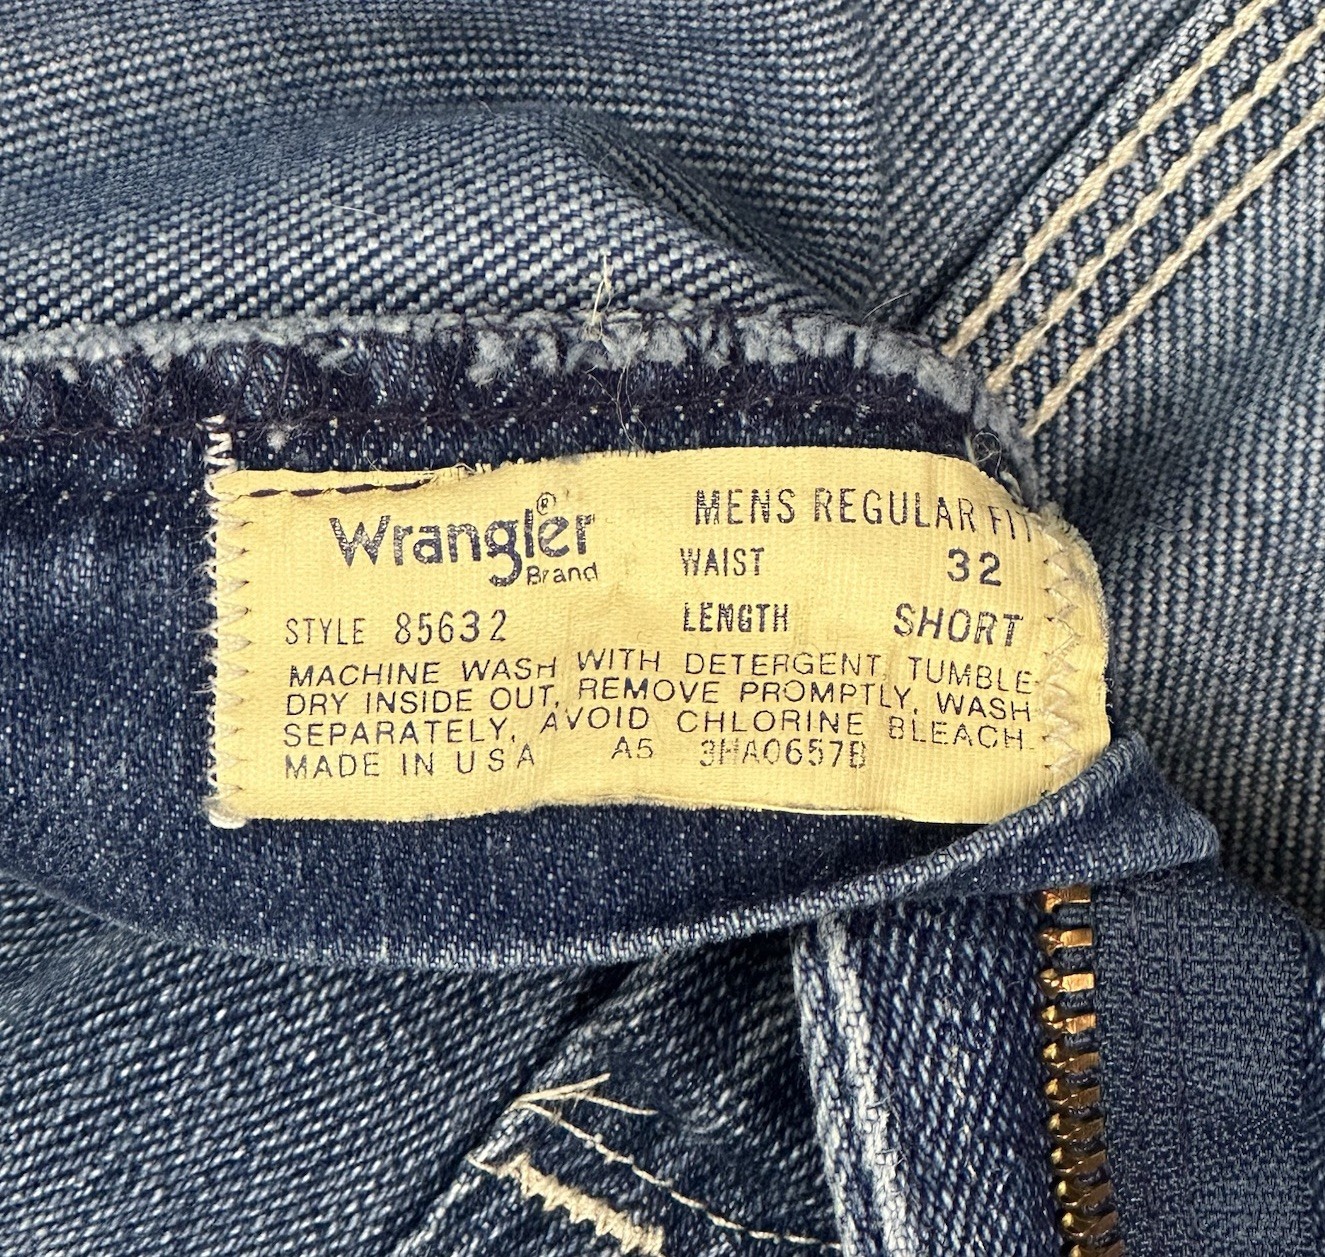 Wrangler®
Brand
STYLE 85632
MENS REGULAR FIT
WAIST 32
LENGTH SHORT
MACHINE WASH WITH DETERGENT, TUMBLE
DRY INSIDE OUT, REMOVE PROMPTLY, WASH
SEPARATELY, AVOID CHLORINE BLEACH.
MADE IN USA A5 3HA0657B